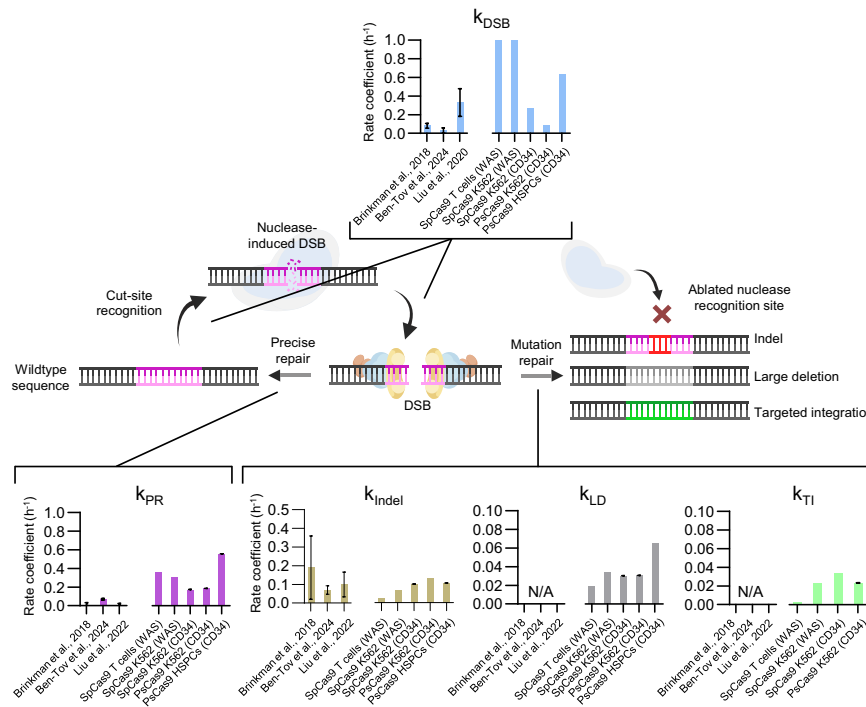 k_DSB
Rate coefficient (h⁻¹)
1.0
0.8
0.6
0.4
0.2
0.0
Brinkman et al., 2018
Ben-Tov et al., 2024
Liu et al., 2020
SpCas9 T cells (WAS)
SpCas9 K562 (WAS)
SpCas9 K562 (CD34)
PsCas9 K562 (CD34)
PsCas9 HSPCs (CD34)
Nuclease-
induced DSB
Cut-site
recognition
Ablated nuclease
recognition site
Wildtype
sequence
Precise
repair
DSB
Mutation
repair
Indel
Large deletion
Targeted integration
k_PR
Rate coefficient (h⁻¹)
1.0
0.8
0.6
0.4
0.2
0.0
Brinkman et al., 2018
Ben-Tov et al., 2024
Liu et al., 2022
SpCas9 T cells (WAS)
SpCas9 K562 (WAS)
SpCas9 K562 (CD34)
PsCas9 K562 (CD34)
PsCas9 HSPCs (CD34)
k_Indel
Rate coefficient (h⁻¹)
0.5
0.4
0.3
0.2
0.1
0.0
Brinkman et al., 2018
Ben-Tov et al., 2024
Liu et al., 2022
SpCas9 T cells (WAS)
SpCas9 K562 (WAS)
SpCas9 K562 (CD34)
PsCas9 K562 (CD34)
PsCas9 HSPCs (CD34)
k_LD
0.10
0.08
0.06
0.04
0.02
0.00
N/A
Brinkman et al., 2018
Ben-Tov et al., 2024
Liu et al., 2022
SpCas9 T cells (WAS)
SpCas9 K562 (WAS)
SpCas9 K562 (CD34)
PsCas9 K562 (CD34)
PsCas9 HSPCs (CD34)
k_TI
0.10
0.08
0.06
0.04
0.02
0.00
N/A
Brinkman et al., 2018
Ben-Tov et al., 2024
Liu et al., 2022
SpCas9 T cells (WAS)
SpCas9 K562 (WAS)
SpCas9 K562 (CD34)
PsCas9 K562 (CD34)